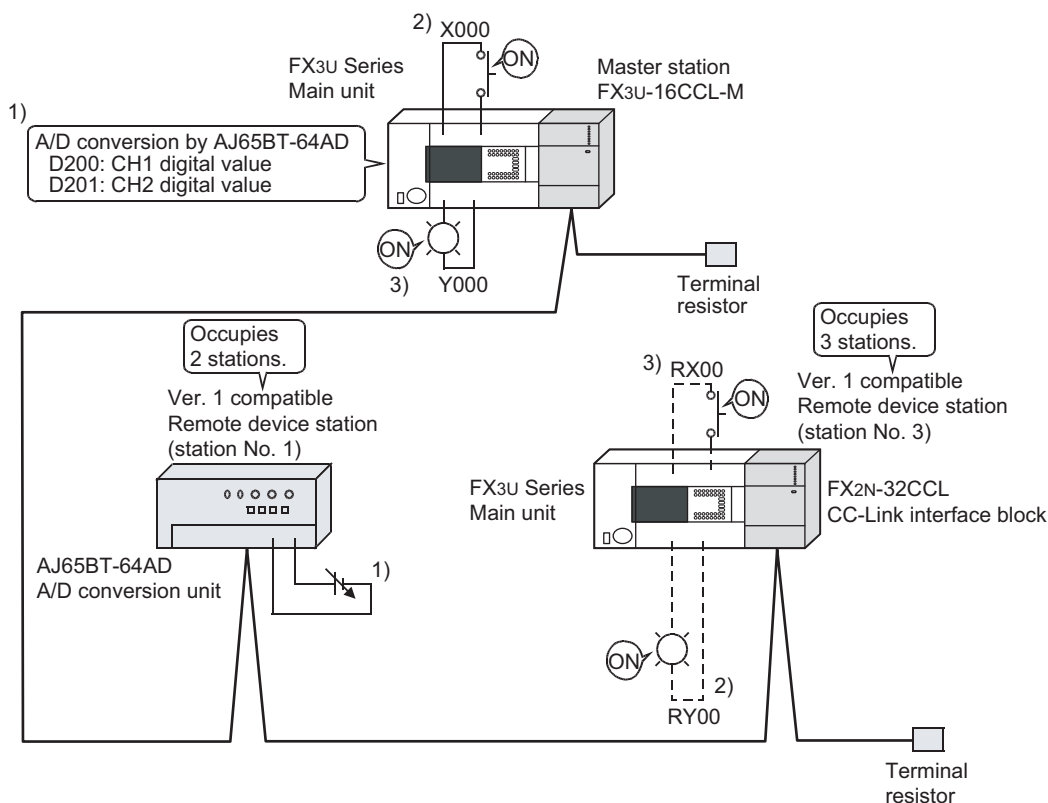 2) X000
ON
FX3U Series
Main unit
Master station
FX3U-16CCL-M
1)
A/D conversion by AJ65BT-64AD
D200: CH1 digital value
D201: CH2 digital value
ON
3) Y000
Terminal
resistor
Occupies
2 stations.
Ver. 1 compatible
Remote device station
(station No. 1)
Occupies
3 stations.
3) RX00
ON
Ver. 1 compatible
Remote device station
(station No. 3)
FX3U Series
Main unit
FX2N-32CCL
CC-Link interface block
AJ65BT-64AD
A/D conversion unit
1)
ON
2)
RY00
Terminal
resistor